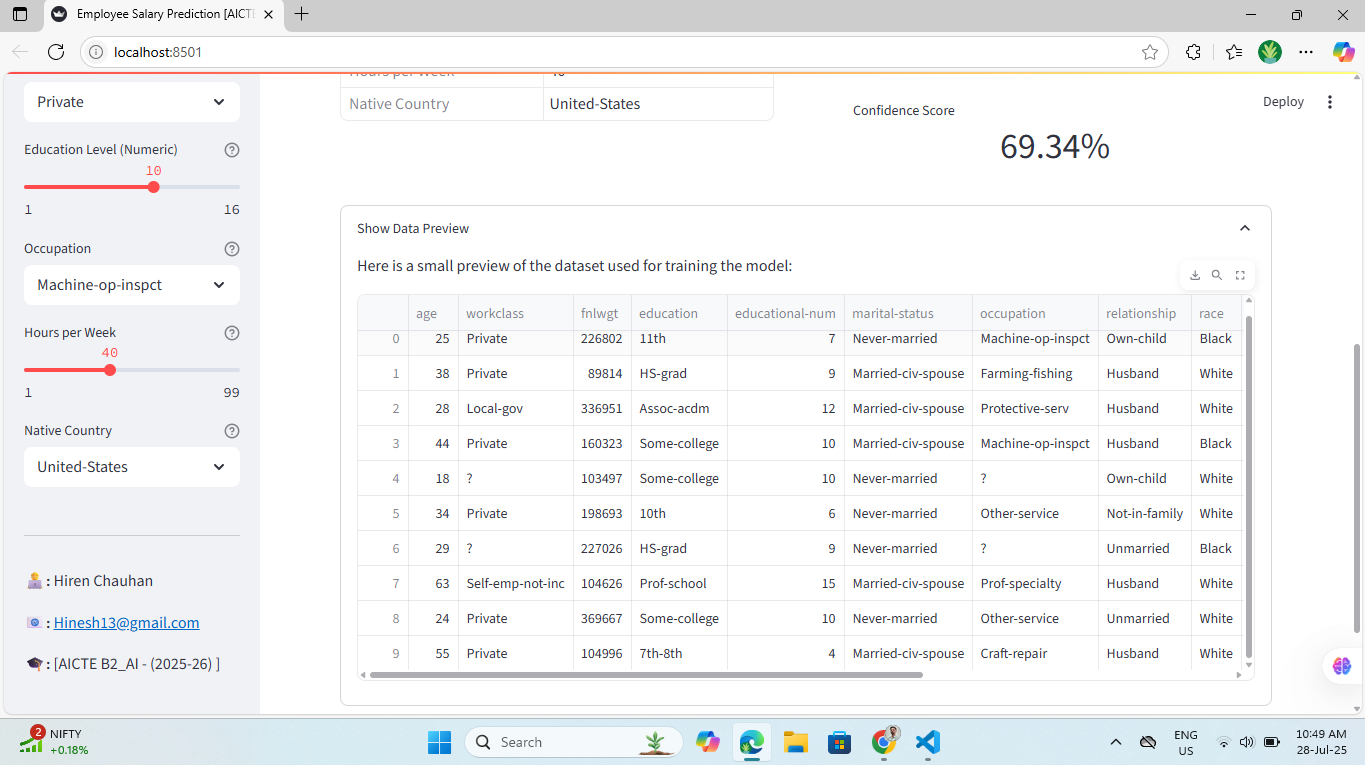 Employee Salary Prediction [AICTE
localhost:8501
Private
Education Level (Numeric)
10
1 16
Occupation
Machine-op-inspct
Hours per Week
40
1 99
Native Country
United-States
: Hiren Chauhan
: Hinesh13@gmail.com
: [AICTE B2_AI - (2025-26) ]
Hours per Week 40
Native Country United-States
Confidence Score
69.34%
Deploy
Show Data Preview
Here is a small preview of the dataset used for training the model:
age workclass fnlwgt education educational-num marital-status occupation relationship race
0 25 Private 226802 11th 7 Never-married Machine-op-inspct Own-child Black
1 38 Private 89814 HS-grad 9 Married-civ-spouse Farming-fishing Husband White
2 28 Local-gov 336951 Assoc-acdm 12 Married-civ-spouse Protective-serv Husband White
3 44 Private 160323 Some-college 10 Married-civ-spouse Machine-op-inspct Husband Black
4 18 ? 103497 Some-college 10 Never-married ? Own-child White
5 34 Private 198693 10th 6 Never-married Other-service Not-in-family White
6 29 ? 227026 HS-grad 9 Never-married ? Unmarried Black
7 63 Self-emp-not-inc 104626 Prof-school 15 Married-civ-spouse Prof-specialty Husband White
8 24 Private 369667 Some-college 10 Never-married Other-service Unmarried White
9 55 Private 104996 7th-8th 4 Married-civ-spouse Craft-repair Husband White
2
NIFTY
+0.18%
Search
ENG
US
10:49 AM
28-Jul-25